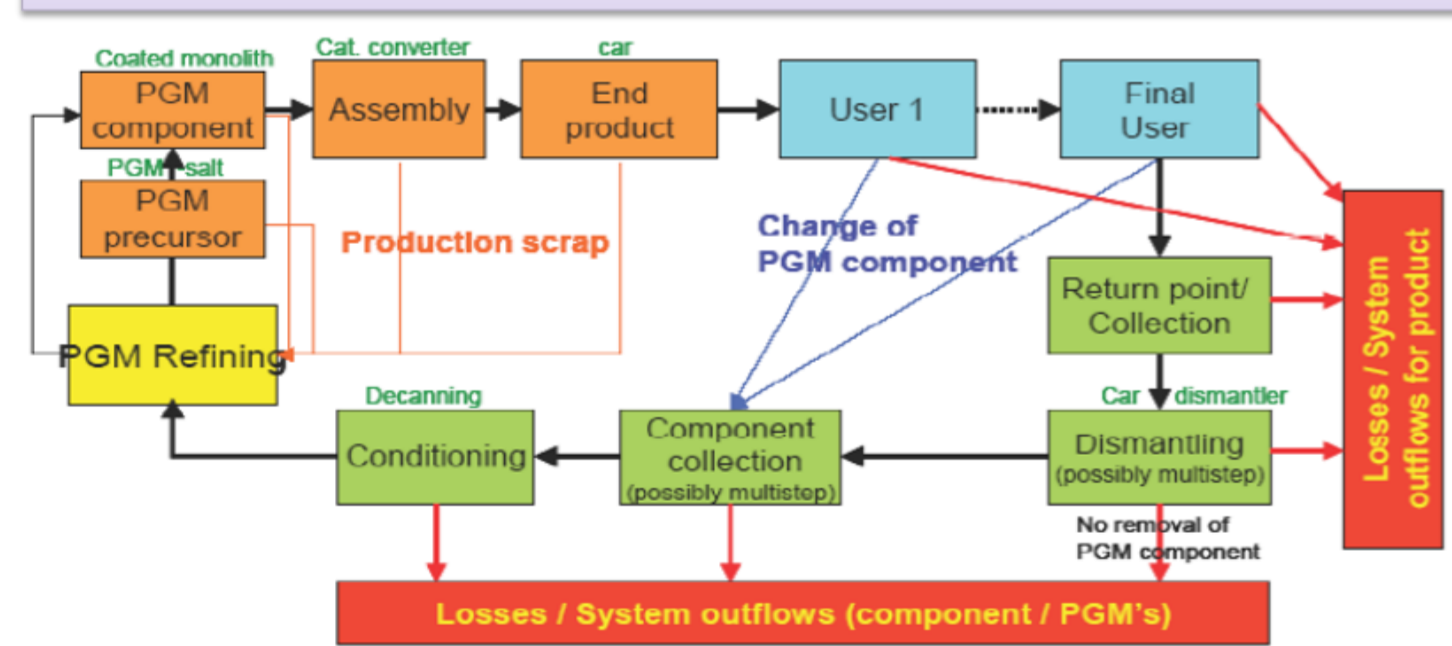 Coated monolith
Cat. converter
car
PGM
component
Assembly
End
product
User 1
Final
User
PGM salt
PGM
precursor
Production scrap
Change of
PGM component
Return point/
Collection
Losses / System
outflows for product
PGM Refining
Decanning
Car dismantler
Conditioning
Component
collection
(possibly multistep)
Dismantling
(possibly multistep)
No removal of
PGM component
Losses / System outflows (component / PGM's)